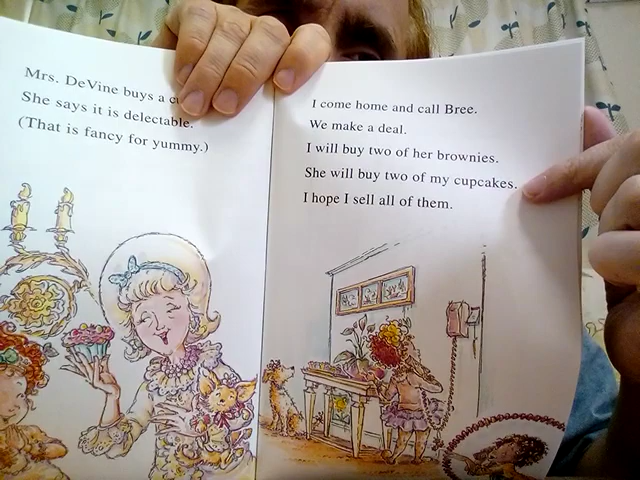 Mrs. DeVine buys a
She says it is delectable.
(That is fancy for yummy.)
I come home and call Bree.
We make a deal.
I will buy two of her brownies.
She will buy two of my cupcakes.
I hope I sell all of them.